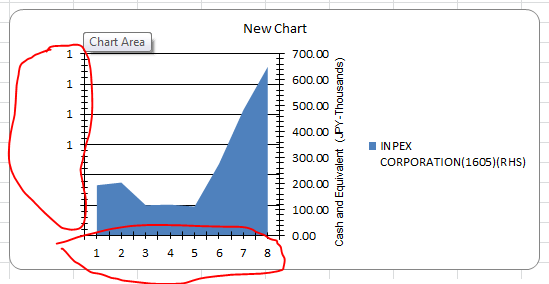 New Chart
Chart Area
1
1
1
1
700.00
600.00
500.00
400.00
300.00
200.00
100.00
0.00
Cash and Equivalent (JPY-Thousands)
1 2 3 4 5 6 7 8
INPEX
CORPORATION(1605)(RHS)